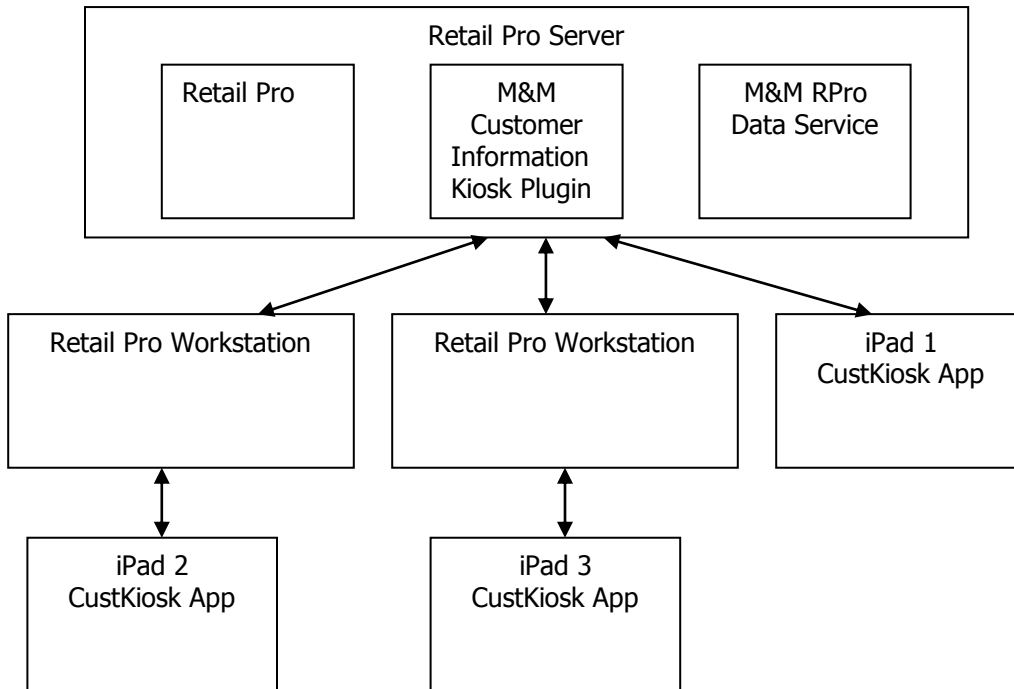 Retail Pro Server
Retail Pro
M&M
Customer
Information
Kiosk Plugin
M&M RPro
Data Service
Retail Pro Workstation
Retail Pro Workstation
iPad 1
CustKiosk App
iPad 2
CustKiosk App
iPad 3
CustKiosk App